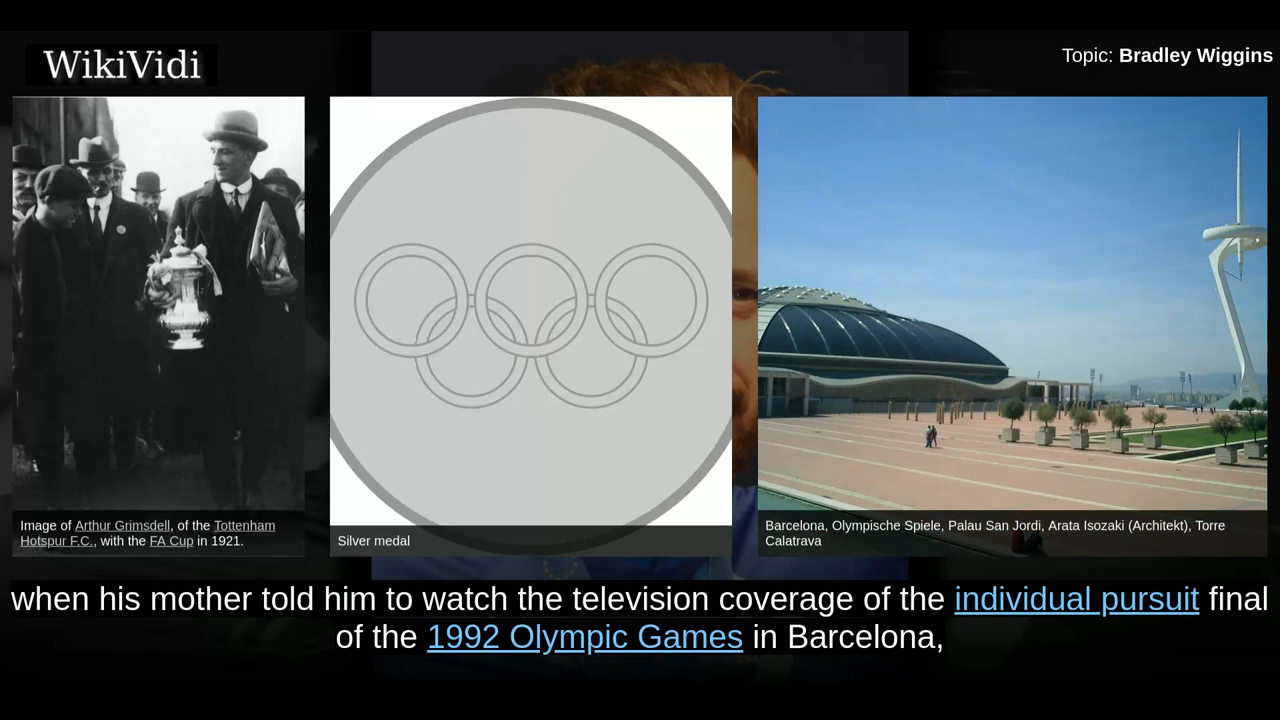 WikiVidi
Topic: Bradley Wiggins
Image of Arthur Grimsdell, of the Tottenham
Hotspur F.C., with the FA Cup in 1921.
Silver medal
Barcelona, Olympische Spiele, Palau San Jordi, Arata Isozaki (Architekt), Torre
Calatrava
when his mother told him to watch the television coverage of the individual pursuit final
of the 1992 Olympic Games in Barcelona,